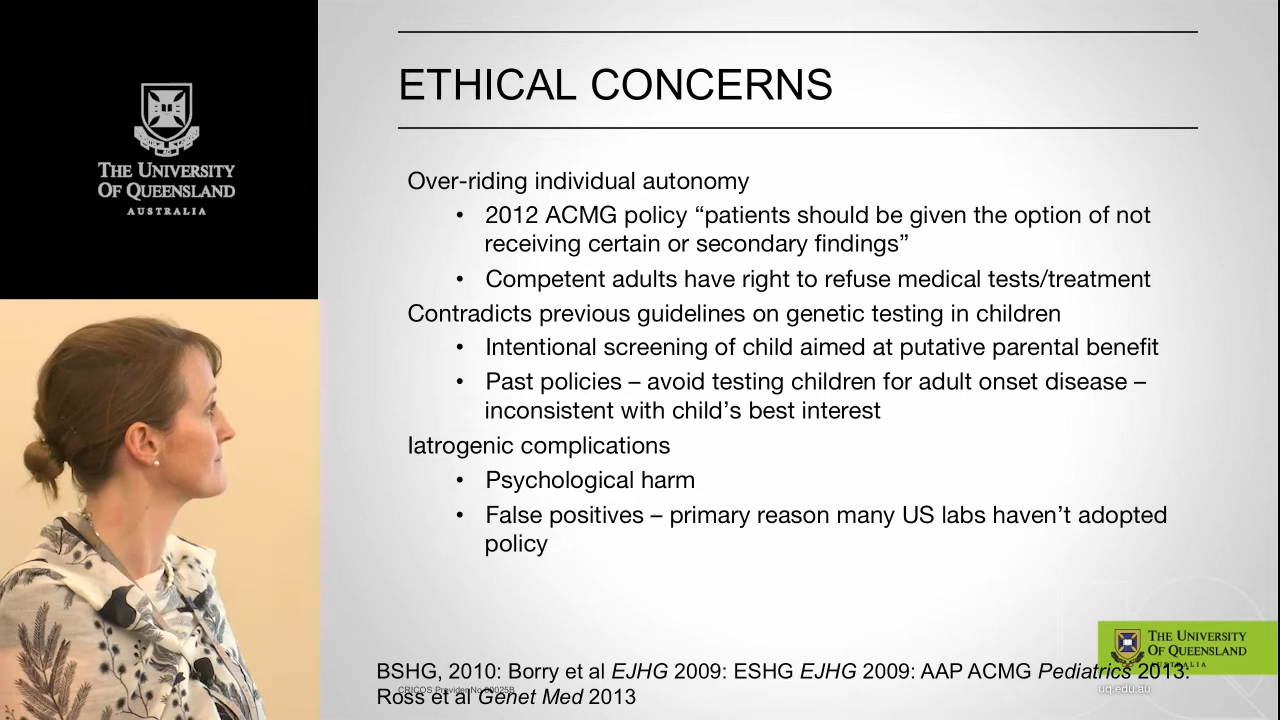 THE UNIVERSITY
OF QUEENSLAND
AUSTRALIA
ETHICAL CONCERNS
Over-riding individual autonomy
• 2012 ACMG policy “patients should be given the option of not
receiving certain or secondary findings”
• Competent adults have right to refuse medical tests/treatment
Contradicts previous guidelines on genetic testing in children
• Intentional screening of child aimed at putative parental benefit
• Past policies – avoid testing children for adult onset disease –
inconsistent with child’s best interest
Iatrogenic complications
• Psychological harm
• False positives – primary reason many US labs haven’t adopted
policy
THE UNIVERSITY
OF QUEENSLAND
AUSTRALIA
BSHG, 2010: Borry et al EJHG 2009: ESHG EJHG 2009: AAP ACMG Pediatrics 2013:
CRICOS Provider No 00025B
uq.edu.au
Ross et al Genet Med 2013